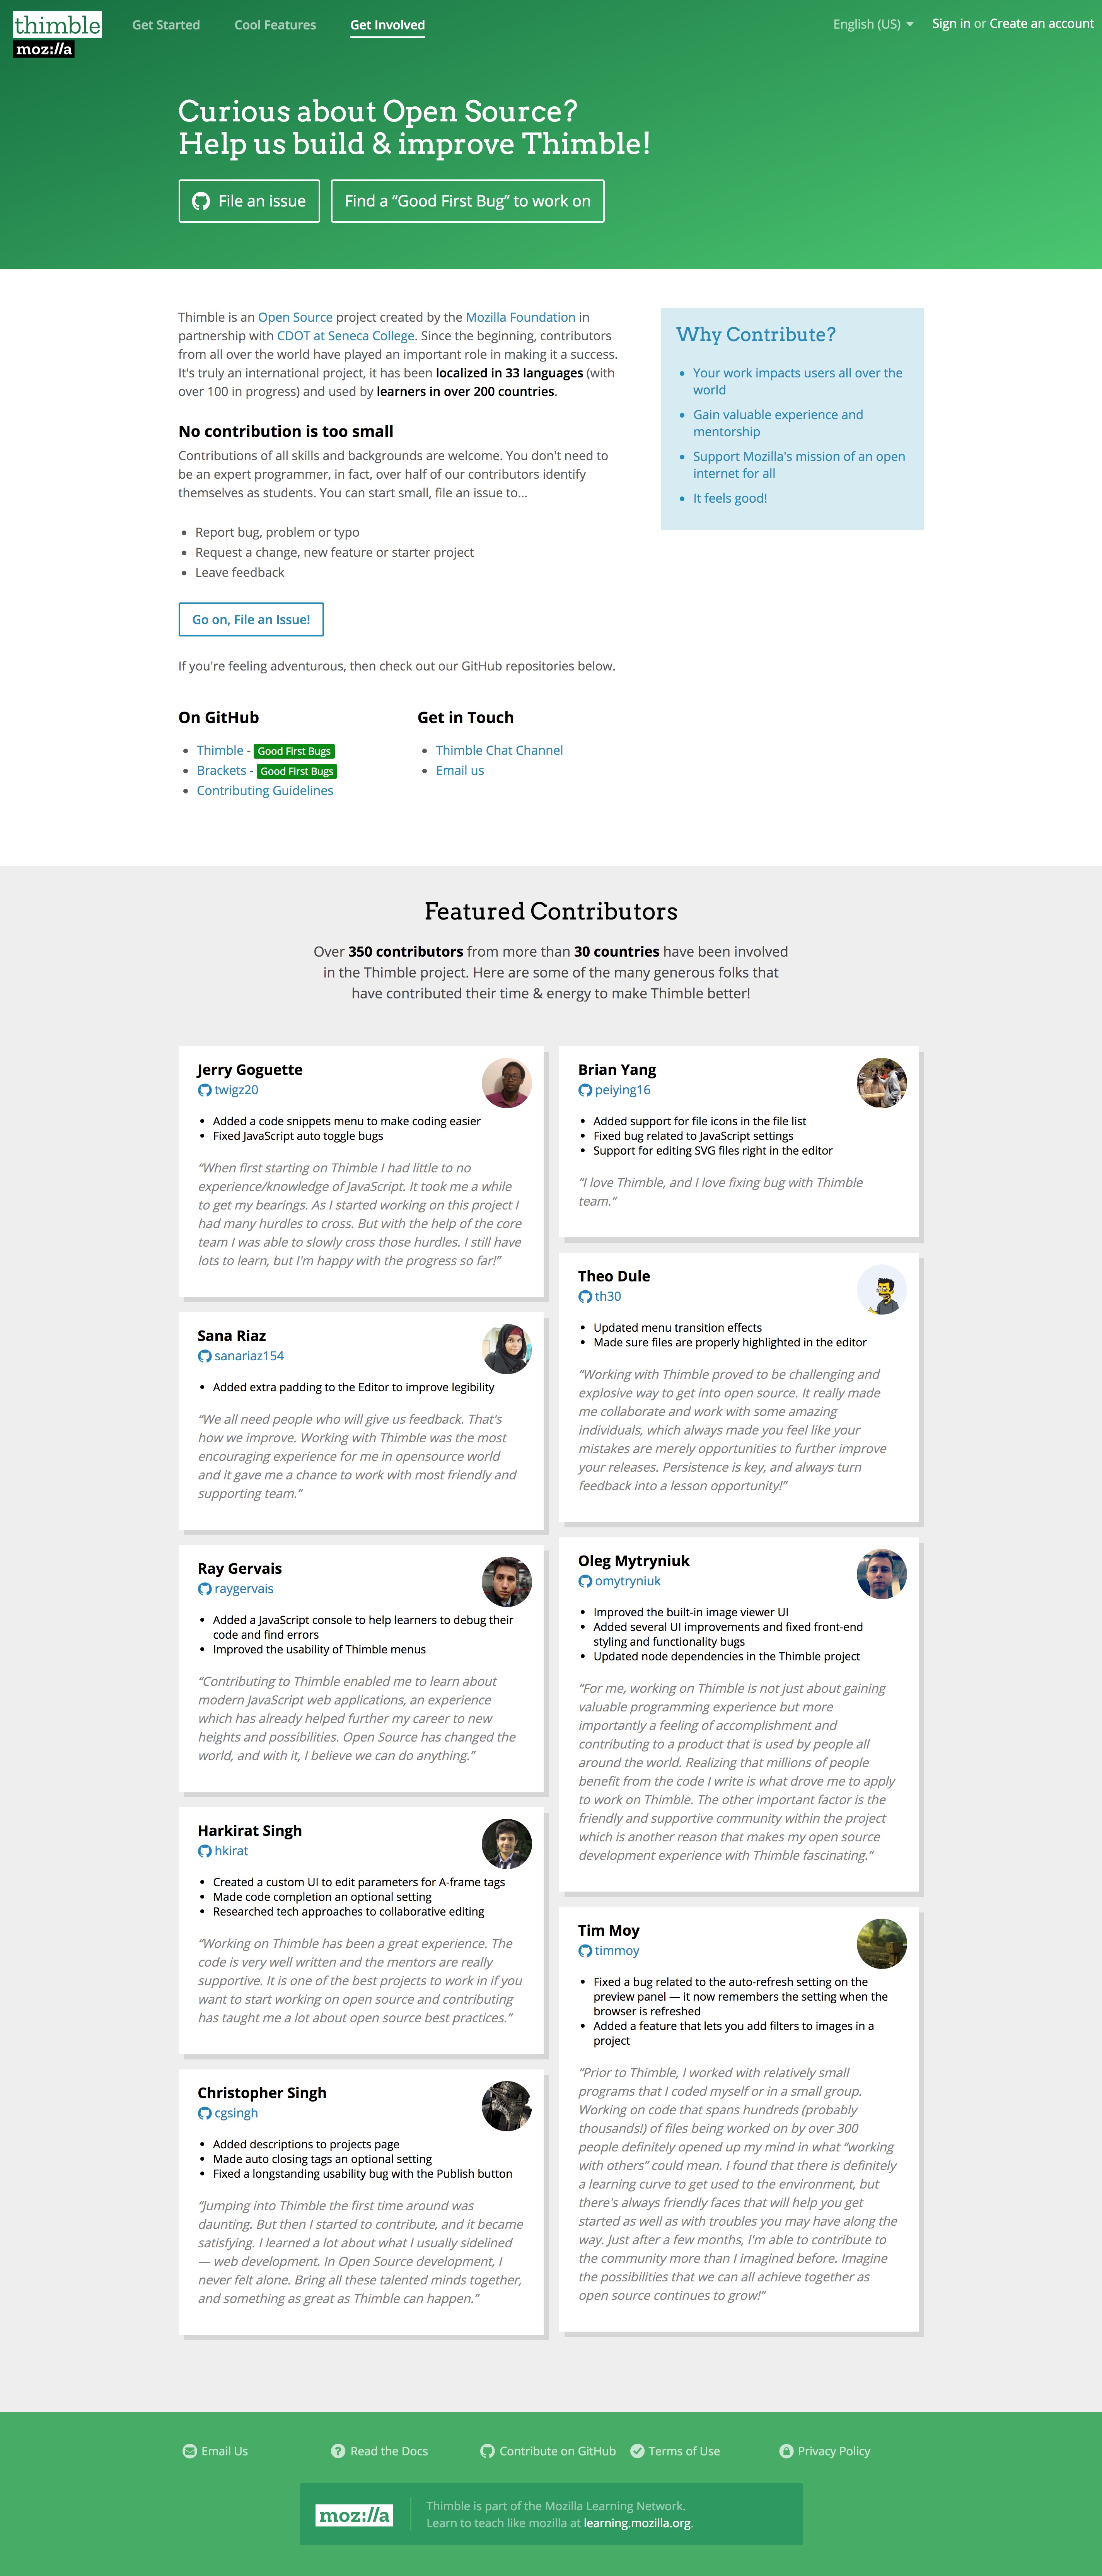 thimble
moz://a
Get Started
Cool Features
Get Involved
English (US)
Sign in or Create an account
Curious about Open Source?
Help us build & improve Thimble!
File an issue
Find a “Good First Bug” to work on
Thimble is an Open Source project created by the Mozilla Foundation in
partnership with CDOT at Seneca College. Since the beginning, contributors
from all over the world have played an important role in making it a success.
It's truly an international project, it has been localized in 33 languages (with
over 100 in progress) and used by learners in over 200 countries.
No contribution is too small
Contributions of all skills and backgrounds are welcome. You don't need to
be an expert programmer, in fact, over half of our contributors identify
themselves as students. You can start small, file an issue to...
• Report bug, problem or typo
• Request a change, new feature or starter project
• Leave feedback
Go on, File an Issue!
If you're feeling adventurous, then check out our GitHub repositories below.
Why Contribute?
• Your work impacts users all over the
world
• Gain valuable experience and
mentorship
• Support Mozilla's mission of an open
internet for all
• It feels good!
On GitHub
• Thimble - Good First Bugs
• Brackets - Good First Bugs
• Contributing Guidelines
Get in Touch
• Thimble Chat Channel
• Email us
Featured Contributors
Over 350 contributors from more than 30 countries have been involved
in the Thimble project. Here are some of the many generous folks that
have contributed their time & energy to make Thimble better!
Jerry Goguette
twigz20
• Added a code snippets menu to make coding easier
• Fixed JavaScript auto toggle bugs
“When first starting on Thimble I had little to no
experience/knowledge of JavaScript. It took me a while
to get my bearings. As I started working on this project I
had many hurdles to cross. But with the help of the core
team I was able to slowly cross those hurdles. I still have
lots to learn, but I'm happy with the progress so far!”
Sana Riaz
sanariaz154
• Added extra padding to the Editor to improve legibility
“We all need people who will give us feedback. That's
how we improve. Working with Thimble was the most
encouraging experience for me in opensource world
and it gave me a chance to work with most friendly and
supporting team.”
Ray Gervais
raygervais
• Added a JavaScript console to help learners to debug their
code and find errors
• Improved the usability of Thimble menus
“Contributing to Thimble enabled me to learn about
modern JavaScript web applications, an experience
which has already helped further my career to new
heights and possibilities. Open Source has changed the
world, and with it, I believe we can do anything.”
Harkirat Singh
hkirat
• Created a custom UI to edit parameters for A-frame tags
• Made code completion an optional setting
• Researched tech approaches to collaborative editing
“Working on Thimble has been a great experience. The
code is very well written and the mentors are really
supportive. It is one of the best projects to work in if you
want to start working on open source and contributing
has taught me a lot about open source best practices.”
Christopher Singh
cgsingh
• Added descriptions to projects page
• Made auto closing tags an optional setting
• Fixed a longstanding usability bug with the Publish button
“Jumping into Thimble the first time around was
daunting. But then I started to contribute, and it became
satisfying. I learned a lot about what I usually sidelined
— web development. In Open Source development, I
never felt alone. Bring all these talented minds together,
and something as great as Thimble can happen.”
Brian Yang
peiying16
• Added support for file icons in the file list
• Fixed bug related to JavaScript settings
• Support for editing SVG files right in the editor
“I love Thimble, and I love fixing bug with Thimble
team.”
Theo Dule
th30
• Updated menu transition effects
• Made sure files are properly highlighted in the editor
“Working with Thimble proved to be challenging and
explosive way to get into open source. It really made
me collaborate and work with some amazing
individuals, which always made you feel like your
mistakes are merely opportunities to further improve
your releases. Persistence is key, and always turn
feedback into a lesson opportunity!”
Oleg Mytryniuk
omytryniuk
• Improved the built-in image viewer UI
• Added several UI improvements and fixed front-end
styling and functionality bugs
• Updated node dependencies in the Thimble project
“For me, working on Thimble is not just about gaining
valuable programming experience but more
importantly a feeling of accomplishment and
contributing to a product that is used by people all
around the world. Realizing that millions of people
benefit from the code I write is what drove me to apply
to work on Thimble. The other important factor is the
friendly and supportive community within the project
which is another reason that makes my open source
development experience with Thimble fascinating.”
Tim Moy
timmoy
• Fixed a bug related to the auto-refresh setting on the
preview panel — it now remembers the setting when the
browser is refreshed
• Added a feature that lets you add filters to images in a
project
“Prior to Thimble, I worked with relatively small
programs that I coded myself or in a small group.
Working on code that spans hundreds (probably
thousands!) of files being worked on by over 300
people definitely opened up my mind in what “working
with others” could mean. I found that there is definitely
a learning curve to get used to the environment, but
there's always friendly faces that will help you get
started as well as with troubles you may have along the
way. Just after a few months, I'm able to contribute to
the community more than I imagined before. Imagine
the possibilities that we can all achieve together as
open source continues to grow!”
Email Us
Read the Docs
Contribute on GitHub
Terms of Use
Privacy Policy
moz://a
Thimble is part of the Mozilla Learning Network.
Learn to teach like mozilla at learning.mozilla.org.